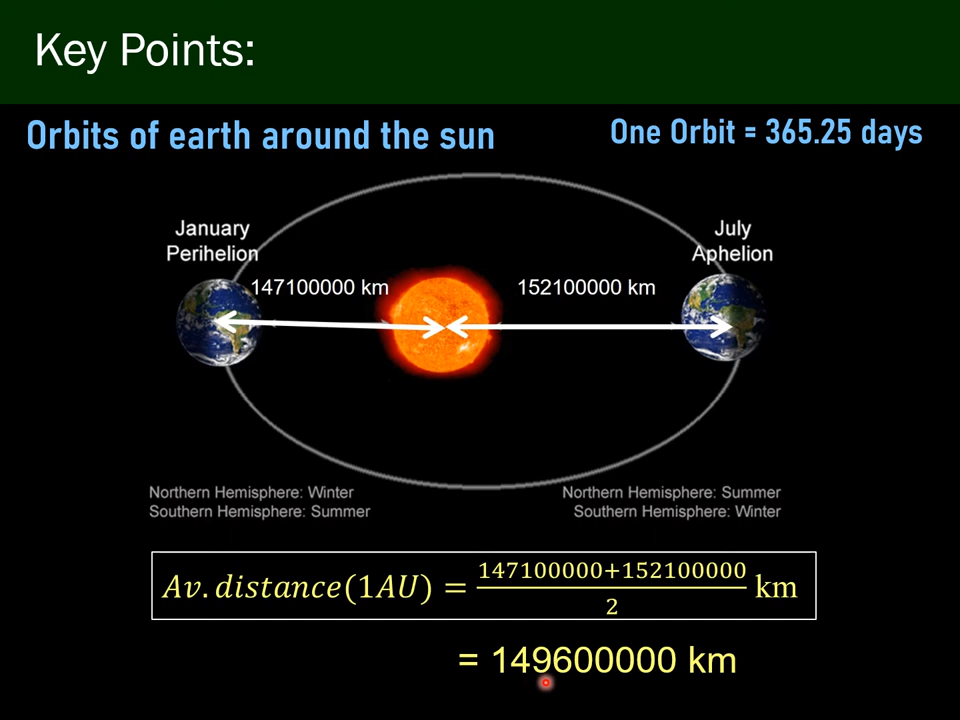 Key Points:
Orbits of earth around the sun
One Orbit = 365.25 days
January
Perihelion
July
Aphelion
147100000 km
152100000 km
Northern Hemisphere: Winter
Southern Hemisphere: Summer
Northern Hemisphere: Summer
Southern Hemisphere: Winter
Av. distance(1AU) = \frac{147100000+152100000}{2} km
= 149600000 km